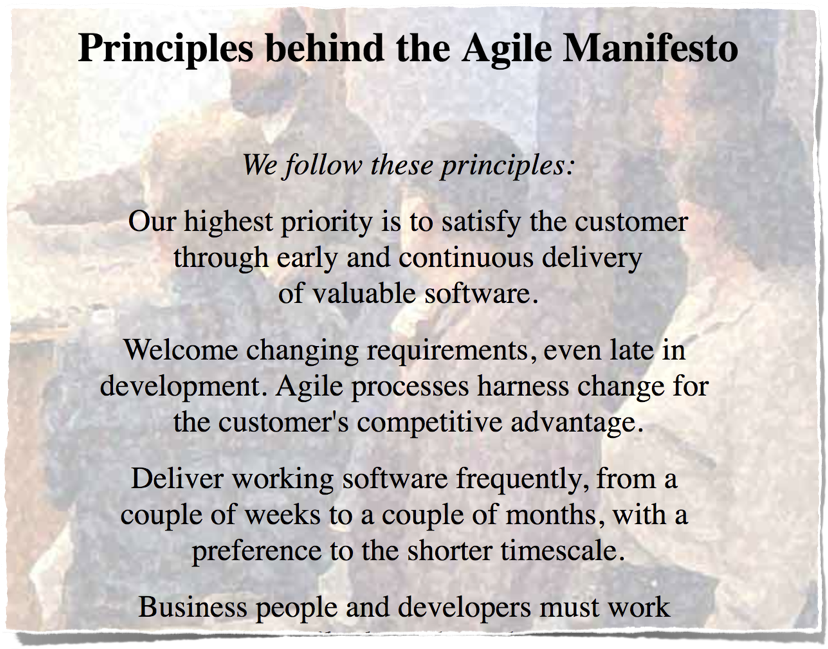 Principles behind the Agile Manifesto
We follow these principles:
Our highest priority is to satisfy the customer
through early and continuous delivery
of valuable software.
Welcome changing requirements, even late in
development. Agile processes harness change for
the customer's competitive advantage.
Deliver working software frequently, from a
couple of weeks to a couple of months, with a
preference to the shorter timescale.
Business people and developers must work